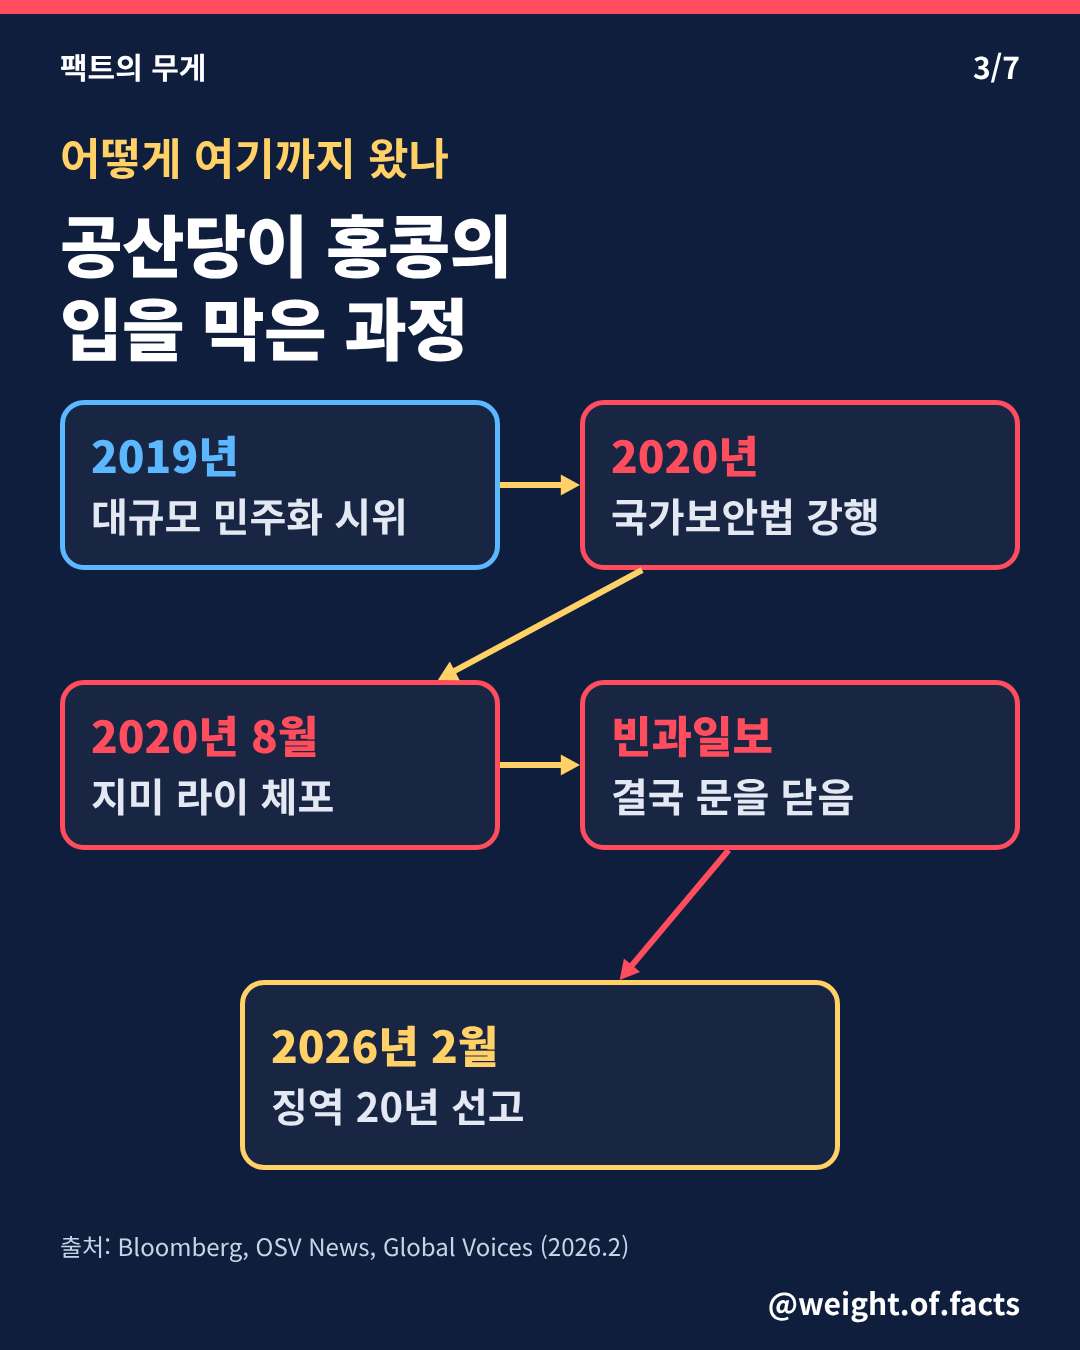 팩트의 무게
3/7
어떻게 여기까지 왔나
공산당이 홍콩의
입을 막은 과정
2019년
대규모 민주화 시위
2020년
국가보안법 강행
2020년 8월
지미 라이 체포
빈과일보
결국 문을 닫음
2026년 2월
징역 20년 선고
출처: Bloomberg, OSV News, Global Voices (2026.2)
@weight.of.facts